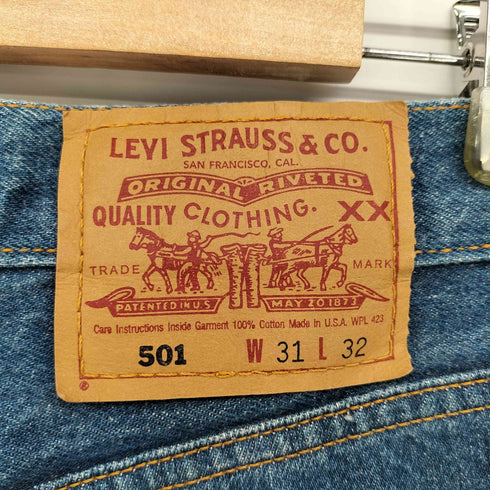 LEVI STRAUSS & CO.
SAN FRANCISCO, CAL.
ORIGINAL RIVETED
QUALITY CLOTHING. XX
TRADE MARK
PATENTED IN U.S. MAY 20 1873
Care Instructions Inside Garment 100% Cotton Made in U.S.A. WPL 423
501 W 31 L 32
®